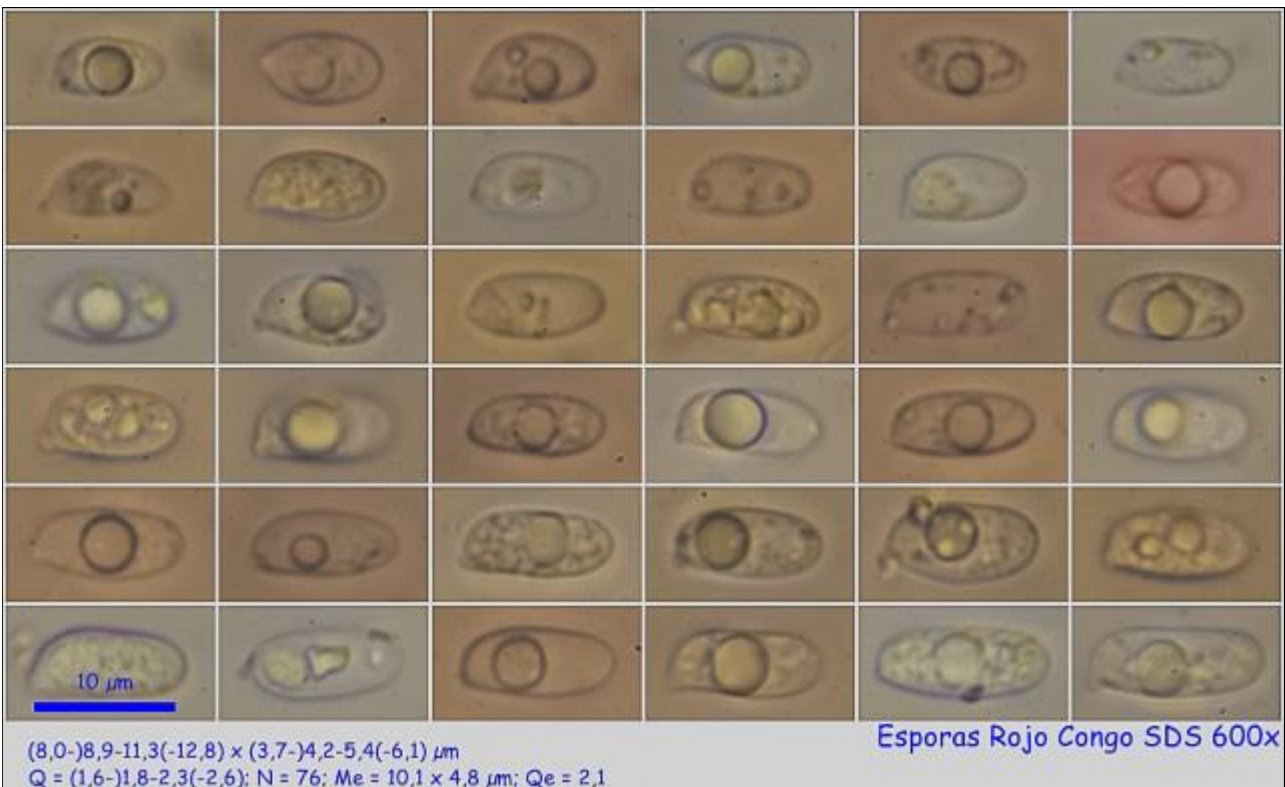 10 µm
Esporas Rojo Congo SDS 600x
(8,0-)8,9-11,3(-12,8) x (3,7-)4,2-5,4(-6,1) µm
Q = (1,6-)1,8-2,3(-2,6); N = 76; Me = 10,1 x 4,8 µm; Qe = 2,1